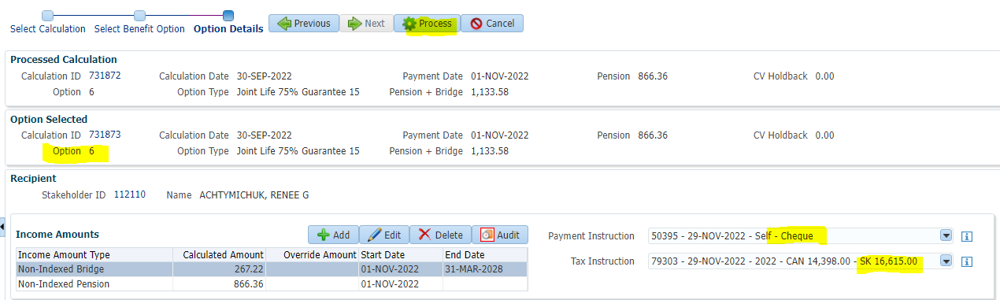 Select Calculation Select Benefit Option Option Details Previous Next Process Cancel
Processed Calculation
Calculation ID 731872 Calculation Date 30-SEP-2022 Payment Date 01-NOV-2022 Pension 866.36 CV Holdback 0.00
Option 6 Option Type Joint Life 75% Guarantee 15 Pension + Bridge 1,133.58
Option Selected
Calculation ID 731873 Calculation Date 30-SEP-2022 Payment Date 01-NOV-2022 Pension 866.36 CV Holdback 0.00
Option 6 Option Type Joint Life 75% Guarantee 15 Pension + Bridge 1,133.58
Recipient
Stakeholder ID 112110 Name ACHTYMICHUK, RENEE G
Income Amounts Add Edit Delete Audit Payment Instruction 50395 - 29-NOV-2022 - Self - Cheque
Income Amount Type Calculated Amount Override Amount Start Date End Date Tax Instruction 79303 - 29-NOV-2022 - 2022 - CAN 14,398.00 - SK 16,615.00
Non-Indexed Bridge 267.22 01-NOV-2022 31-MAR-2028
Non-Indexed Pension 866.36 01-NOV-2022